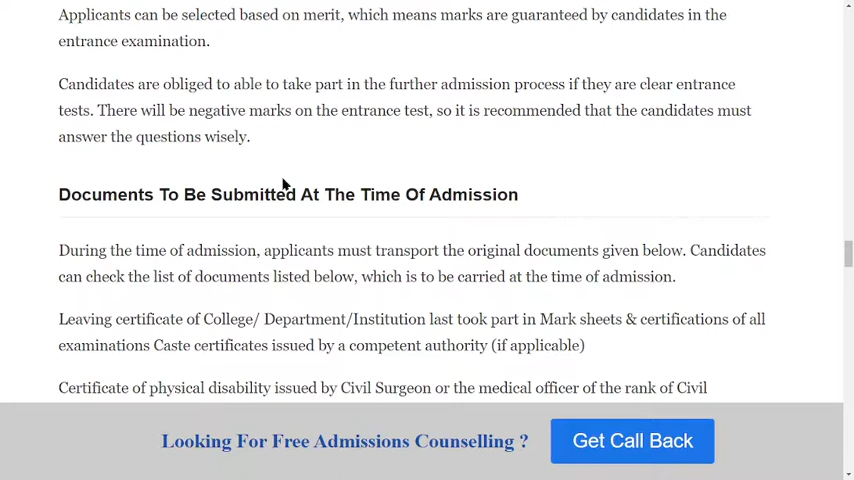 Applicants can be selected based on merit, which means marks are guaranteed by candidates in the
entrance examination.
Candidates are obliged to able to take part in the further admission process if they are clear entrance
tests. There will be negative marks on the entrance test, so it is recommended that the candidates must
answer the questions wisely.
Documents To Be Submitted At The Time Of Admission
During the time of admission, applicants must transport the original documents given below. Candidates
can check the list of documents listed below, which is to be carried at the time of admission.
Leaving certificate of College/ Department/Institution last took part in Mark sheets & certifications of all
examinations Caste certificates issued by a competent authority (if applicable)
Certificate of physical disability issued by Civil Surgeon or the medical officer of the rank of Civil
Looking For Free Admissions Counselling ?
Get Call Back